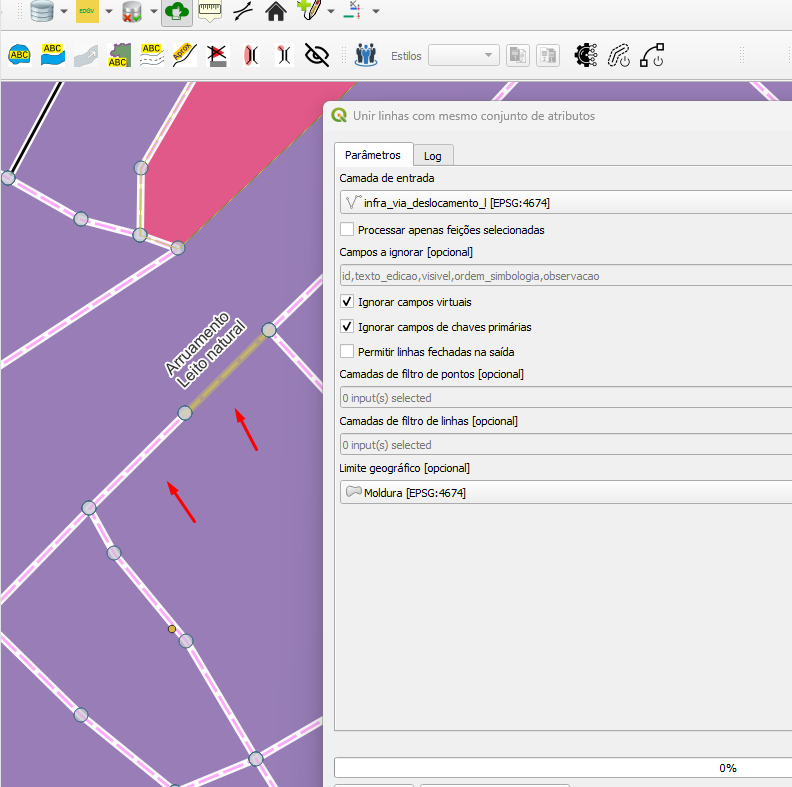 EDGV
ABC
ABC
ABC
ABC
Aprox
Estilos
Unir linhas com mesmo conjunto de atributos
Parâmetros
Log
Camada de entrada
infra_via_deslocamento_l [EPSG:4674]
Processar apenas feições selecionadas
Campos a ignorar [opcional]
id,texto_edicao,visivel,ordem_simbologia,observacao
Ignorar campos virtuais
Ignorar campos de chaves primárias
Permitir linhas fechadas na saída
Camadas de filtro de pontos [opcional]
0 input(s) selected
Camadas de filtro de linhas [opcional]
0 input(s) selected
Limite geográfico [opcional]
Moldura [EPSG:4674]
0%
Arruamento
Leito natural